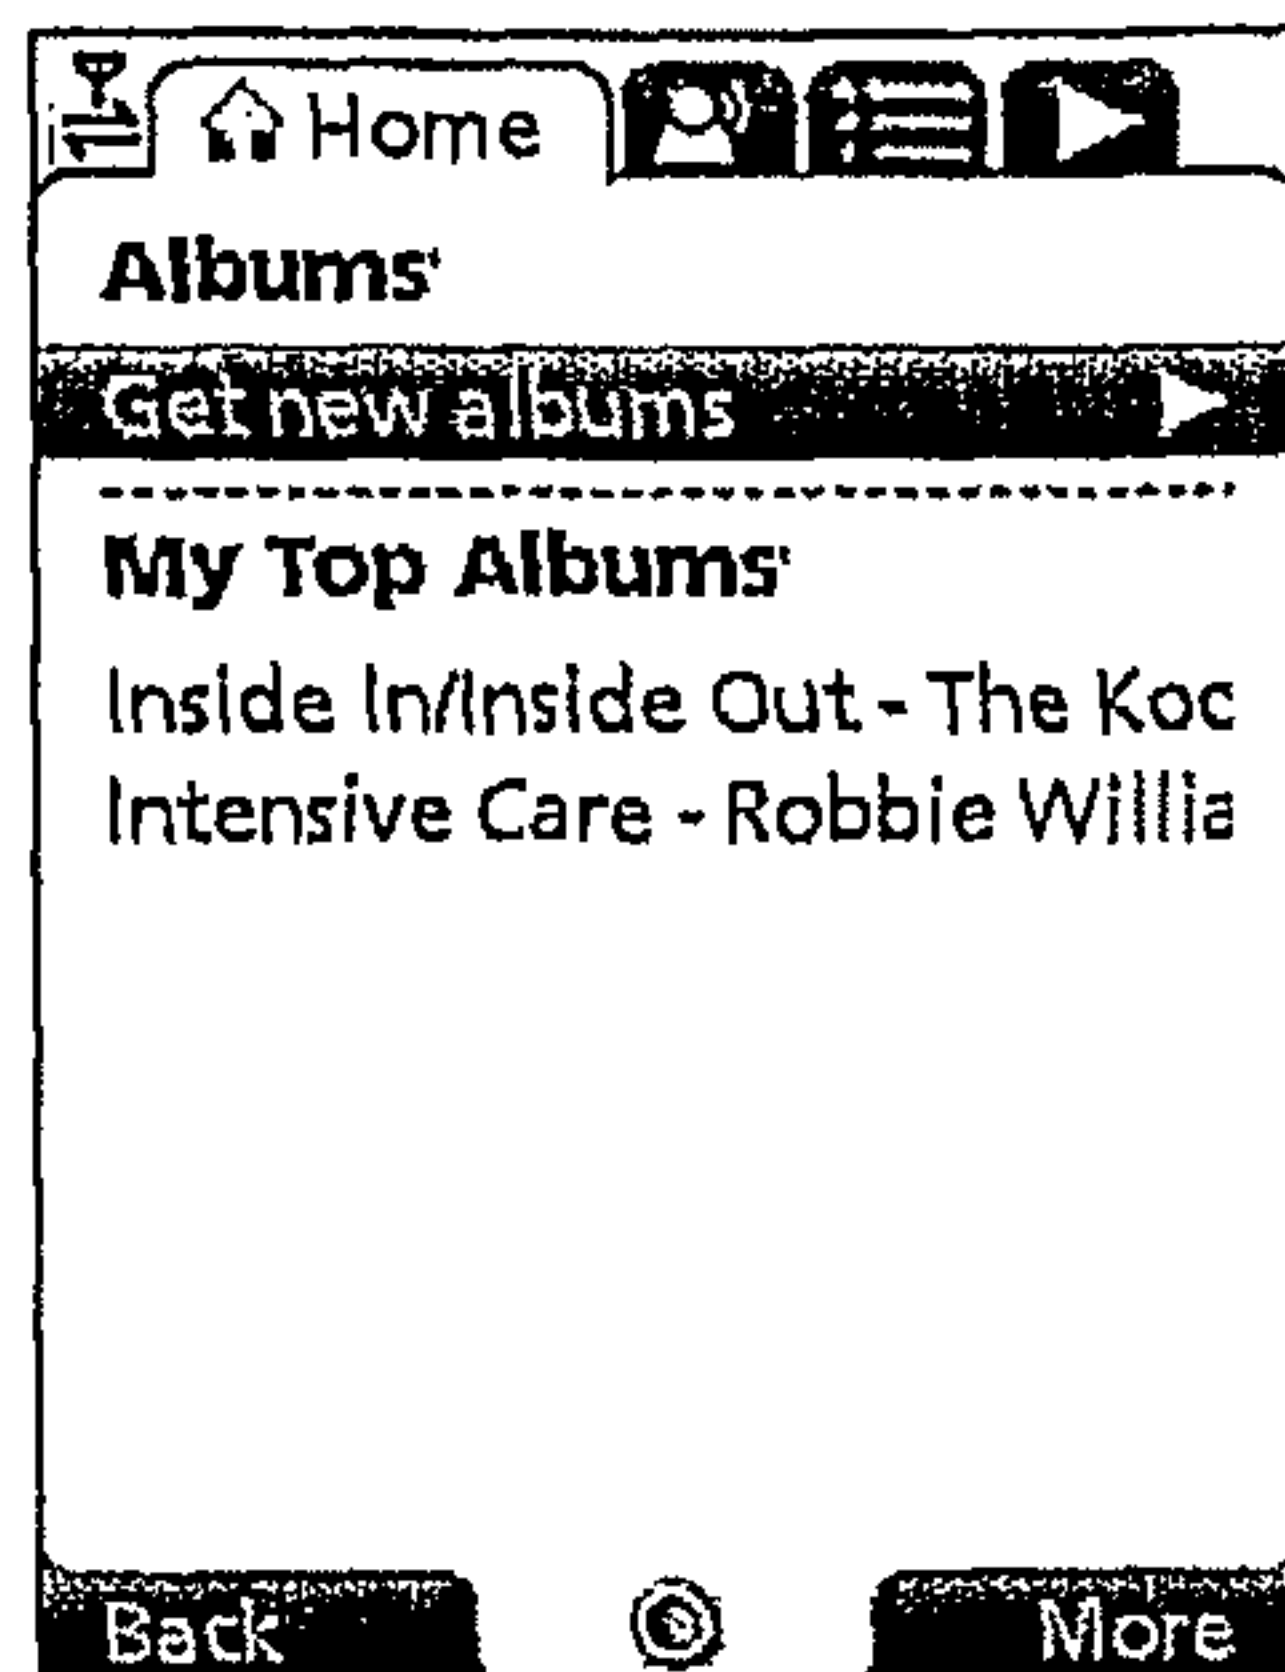 Home
Albums
Get new albums
My Top Albums
Inside In/Inside Out - The Koo
Intensive Care - Robbie Willia
Back
More